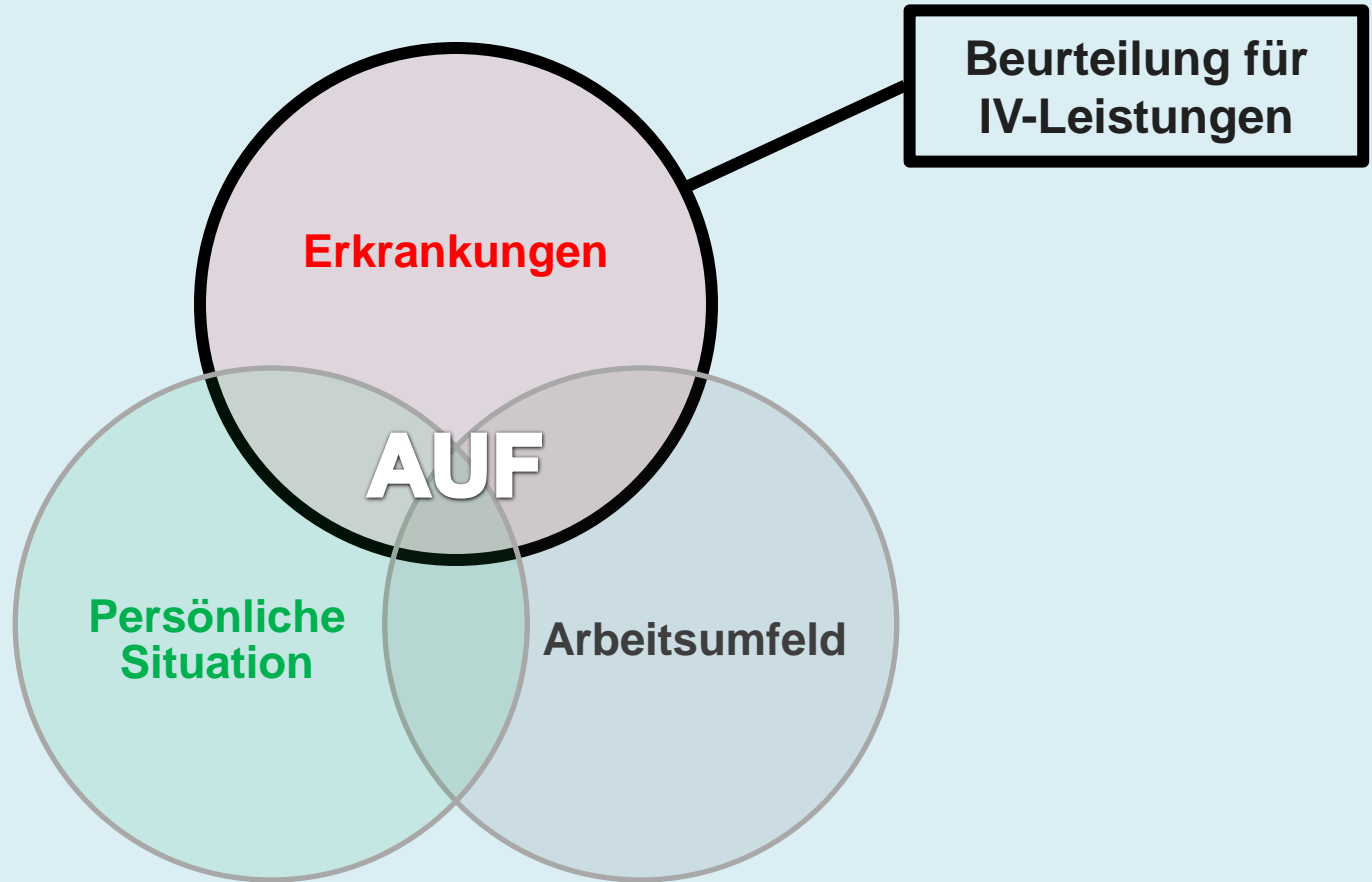 Beurteilung für
IV-Leistungen
Erkrankungen
AUF
Persönliche
Situation
Arbeitsumfeld